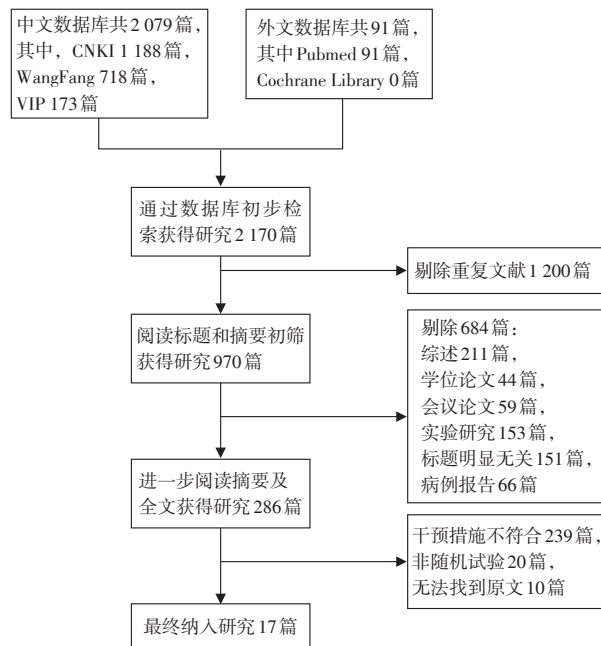 中文数据库共2 079篇，
其中，CNKI 1 188篇，
WangFang 718篇，
VIP 173篇
外文数据库共91篇，
其中Pubmed 91篇，
Cochrane Library 0篇
通过数据库初步检
索获得研究2 170篇
剔除重复文献1 200篇
阅读标题和摘要初筛
获得研究970篇
剔除684篇：
综述211篇，
学位论文44篇，
会议论文59篇，
实验研究153篇，
标题明显无关151篇，
病例报告66篇
进一步阅读摘要及
全文获得研究286篇
干预措施不符合239篇，
非随机试验20篇，
无法找到原文10篇
最终纳入研究17篇